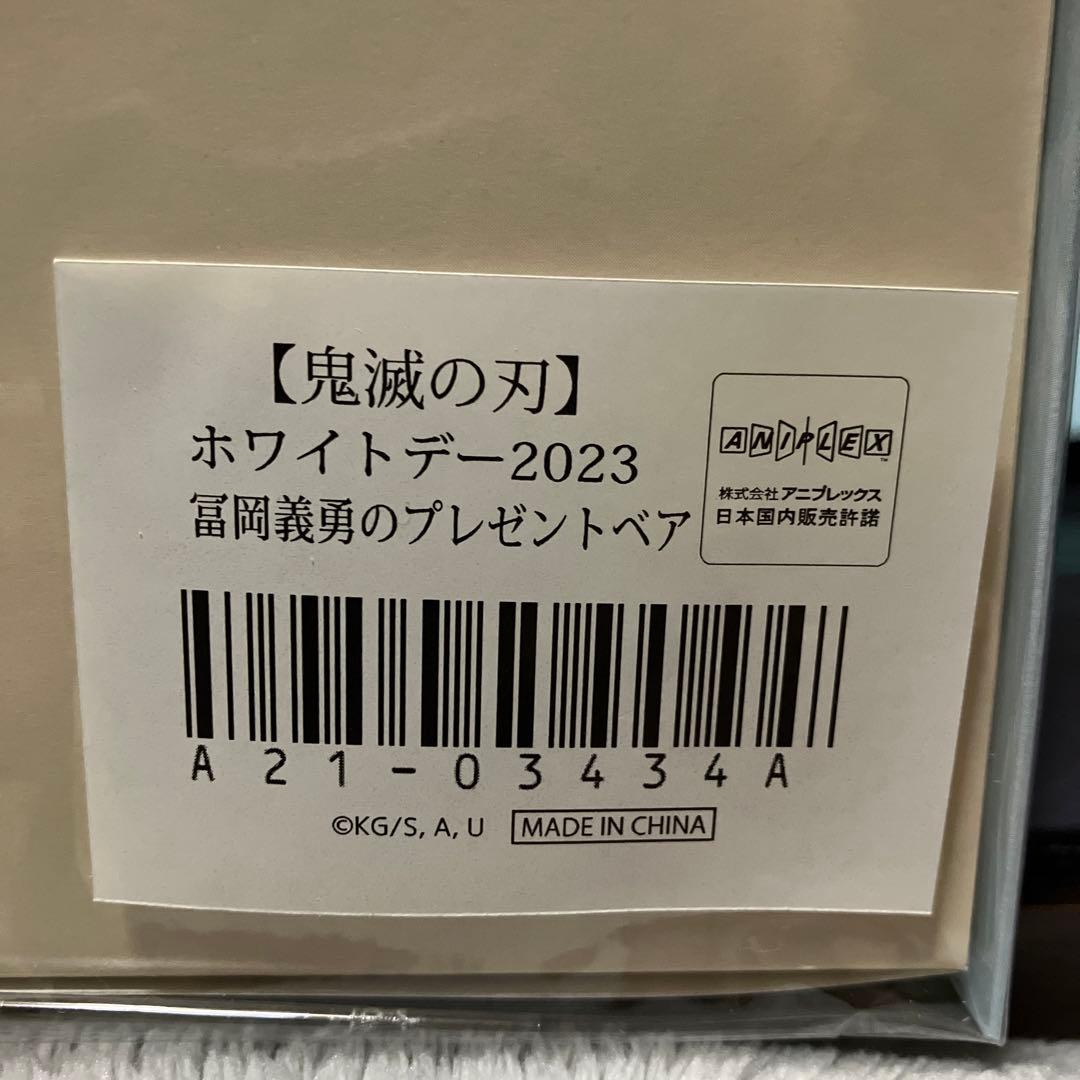 【鬼滅の刃】
ホワイトデー2023
冨岡義勇のプレゼントベア
ANIPLEX™
株式会社アニプレックス
日本国内販売許諾
A21-03434A
©KG/S, A, U
MADE IN CHINA